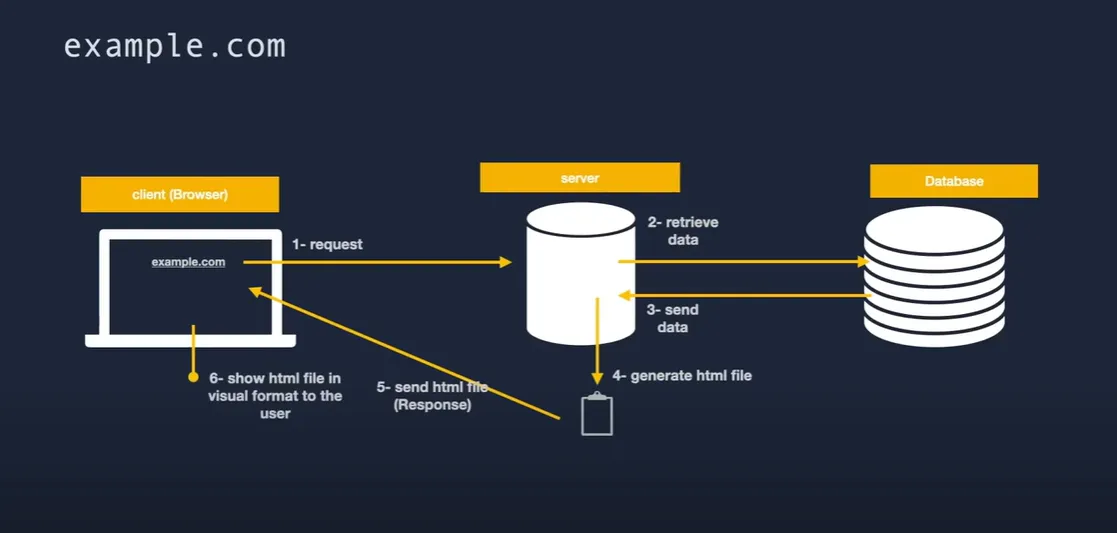 example.com
client (Browser)
server
Database
example.com
1- request
2- retrieve
data
3- send
data
4- generate html file
5- send html file
(Response)
6- show html file in
visual format to the
user